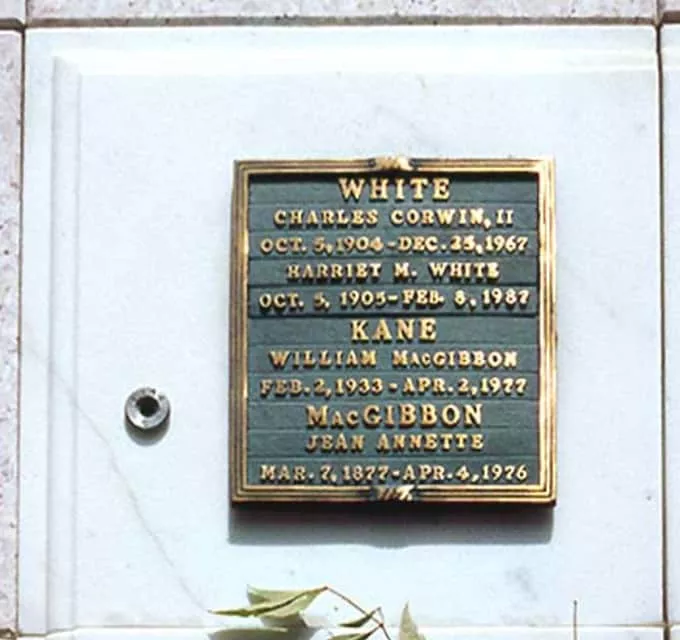 WHITE
CHARLES CORWIN, II
OCT. 5, 1904 - DEC. 25, 1967
HARRIET M. WHITE
OCT. 5, 1905 - FEB. 8, 1987
KANE
WILLIAM MACGIBBON
FEB. 2, 1933 - APR. 2, 1977
MACGIBBON
JEAN ANNETTE
MAR. 7, 1877 - APR. 4, 1976